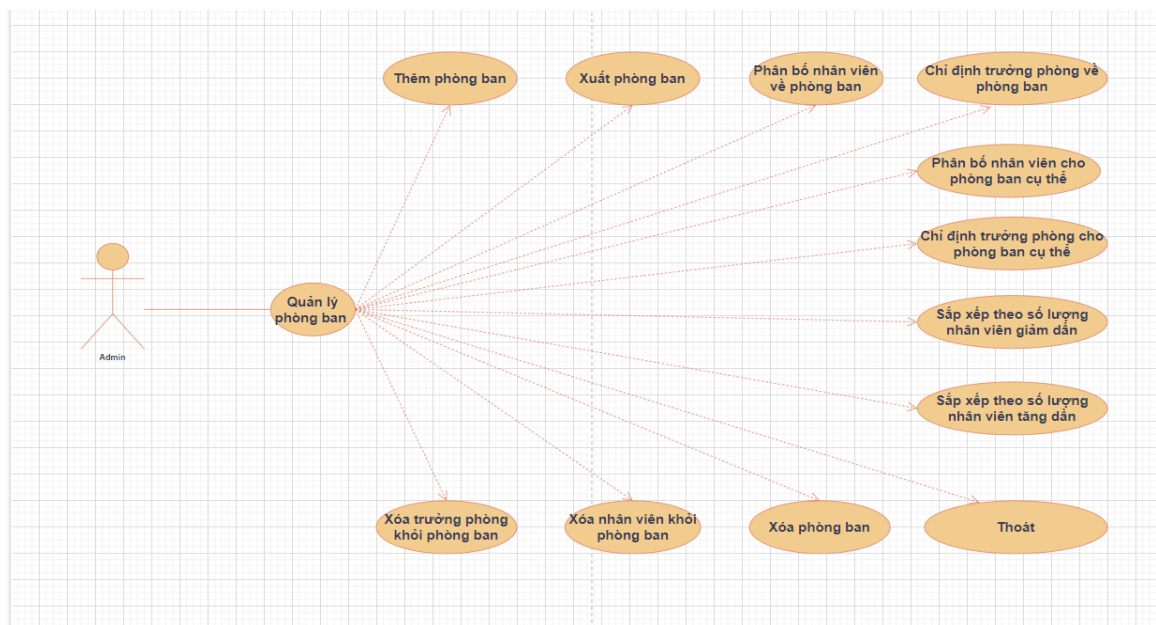 Thêm phòng ban
Xuất phòng ban
Phân bố nhân viên
về phòng ban
Chỉ định trưởng phòng về
phòng ban
Phân bố nhân viên cho
phòng ban cụ thể
Chỉ định trưởng phòng cho
phòng ban cụ thể
Quản lý
phòng ban
Admin
Sắp xếp theo số lượng
nhân viên giảm dần
Sắp xếp theo số lượng
nhân viên tăng dần
Xóa trưởng phòng
khỏi phòng ban
Xóa nhân viên khỏi
phòng ban
Xóa phòng ban
Thoát